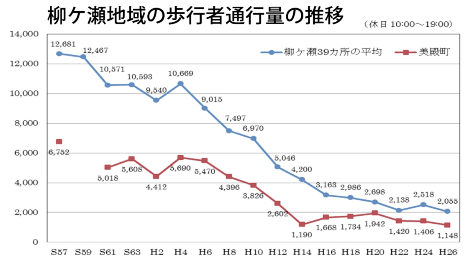 柳ケ瀬地域の歩行者通行量の推移
(休日 10:00～19:00)
柳ケ瀬39カ所の平均 美殿町
14,000
12,000
10,000
8,000
6,000
4,000
2,000
0
12,681 12,467 10,571 10,593 9,540 10,669 9,015 7,497 6,970 5,046 4,200 3,163 2,986 2,698 2,138 2,518 2,055
6,752 5,018 5,608 4,412 5,690 5,470 4,396 3,826 2,602 1,190 1,668 1,734 1,942 1,420 1,406 1,148
S57 S59 S61 S63 H2 H4 H6 H8 H10 H12 H14 H16 H18 H20 H22 H24 H26